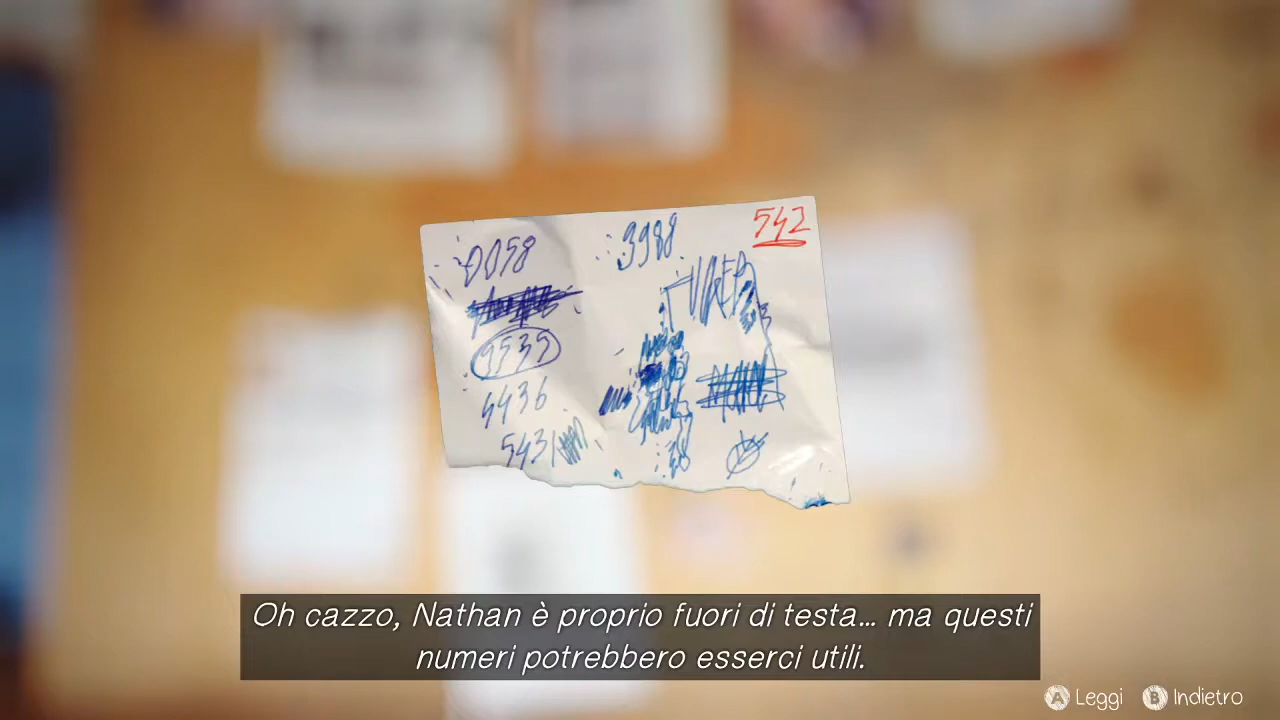 542
3988
0058
9539
4436
543
Oh cazzo, Nathan è proprio fuori di testa... ma questi
numeri potrebbero esserci utili.
A Leggi B Indietro